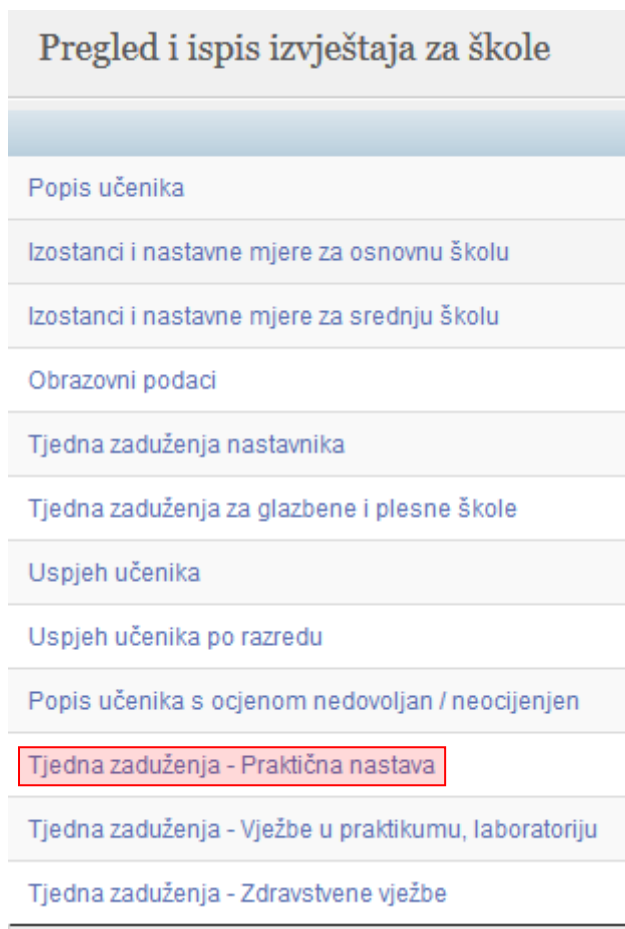 Pregled i ispis izvještaja za škole
Popis učenika
Izostanci i nastavne mjere za osnovnu školu
Izostanci i nastavne mjere za srednju školu
Obrazovni podaci
Tjedna zaduženja nastavnika
Tjedna zaduženja za glazbene i plesne škole
Uspjeh učenika
Uspjeh učenika po razredu
Popis učenika s ocjenom nedovoljan / neocijenjen
Tjedna zaduženja - Praktična nastava
Tjedna zaduženja - Vježbe u praktikumu, laboratoriju
Tjedna zaduženja - Zdravstvene vježbe